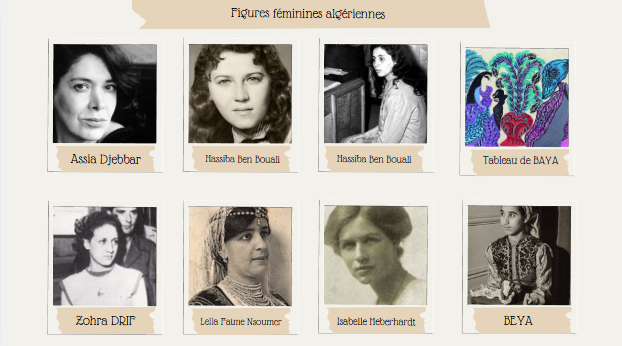 Figures féminines algériennes
Assia Djebbar
Hassiba Ben Bouali
Hassiba Ben Bouali
Tableau de BAYA
Zohra DRIF
Lella Fatme Nsoumer
Isabelle Heberhardt
BEYA